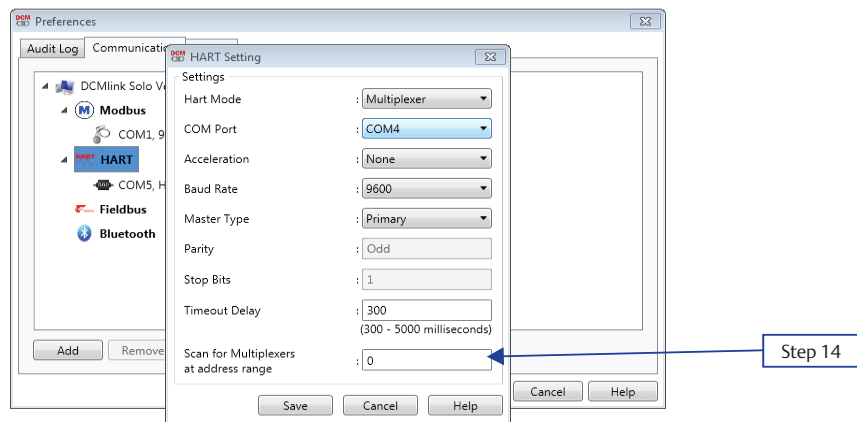 DCM Preferences
Audit Log Communicatio
DCM HART Setting
Settings
DCMlink Solo Ve
M Modbus
COM1, 9
HART HART
COM5, H
Fieldbus
Bluetooth
Hart Mode : Multiplexer
COM Port : COM4
Acceleration : None
Baud Rate : 9600
Master Type : Primary
Parity : Odd
Stop Bits : 1
Timeout Delay : 300
(300 - 5000 milliseconds)
Scan for Multiplexers
at address range : 0
Step 14
Add Remove
Save Cancel Help
Cancel Help